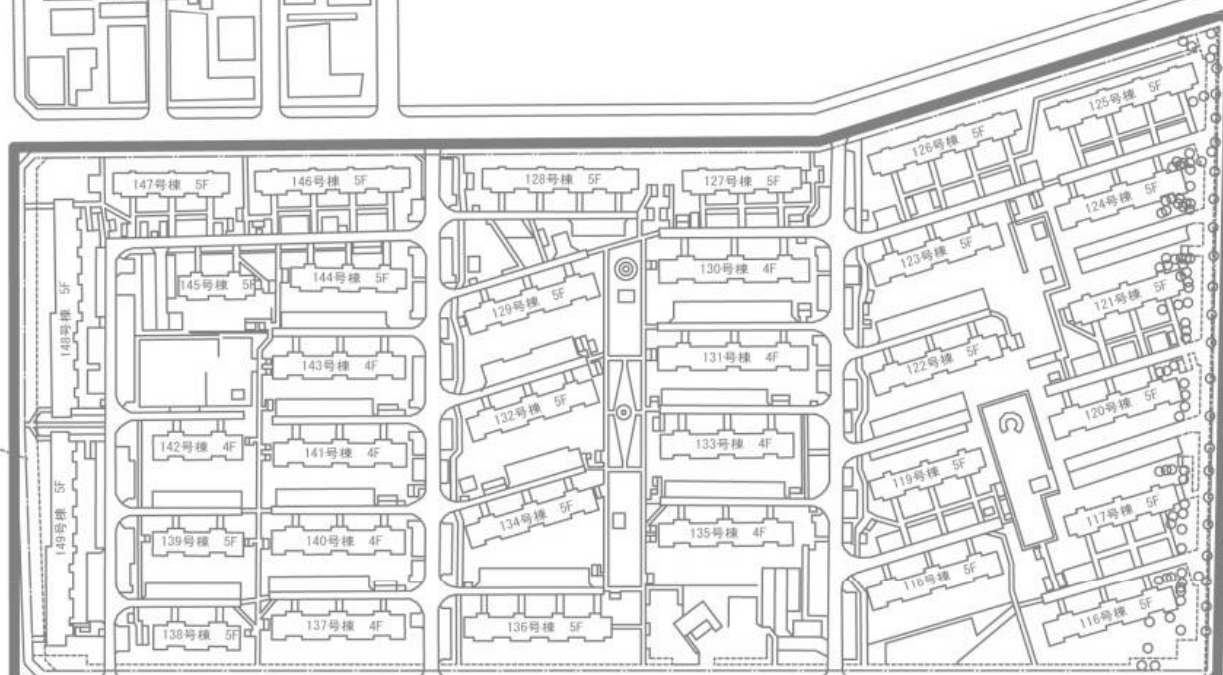 125号棟 5F
126号棟 5F
147号棟 5F
146号棟 5F
128号棟 5F
127号棟 5F
124号棟 5F
123号棟 5F
145号棟 5F
144号棟 5F
130号棟 4F
129号棟 5F
121号棟 5F
148号棟 5F
143号棟 4F
131号棟 4F
122号棟 5F
132号棟 5F
120号棟 5F
142号棟 4F
141号棟 4F
133号棟 4F
119号棟 5F
149号棟 5F
134号棟 5F
117号棟 5F
139号棟 5F
140号棟 4F
135号棟 4F
118号棟 5F
138号棟 5F
137号棟 4F
136号棟 5F
116号棟 5F